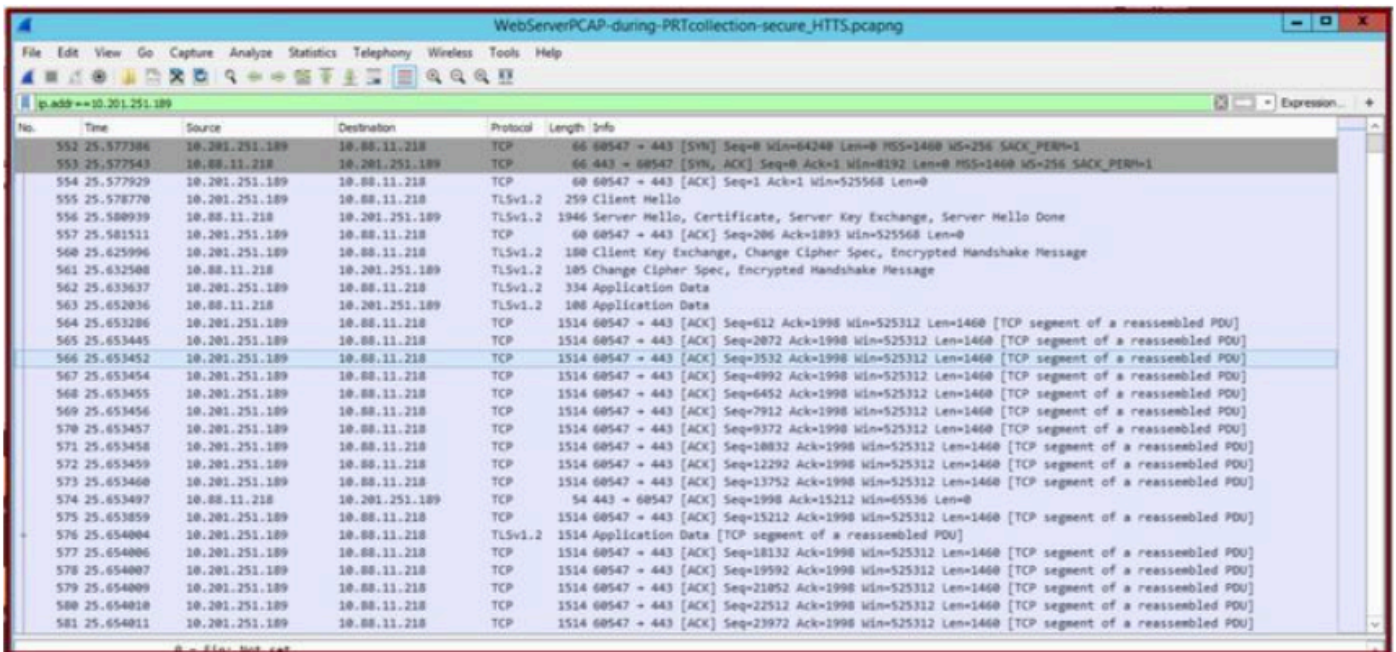 WebServerPCAP-during-PRTcollection-secure_HTTS.pcapng
File Edit View Go Capture Analyze Statistics Telephony Wireless Tools Help
ip.addr==10.201.251.189 Expression... +
No. Time Source Destination Protocol Length Info
552 25.577386 10.201.251.189 10.88.11.218 TCP 66 60547 → 443 [SYN] Seq=0 Win=64240 Len=0 MSS=1460 WS=256 SACK_PERM=1
553 25.577543 10.88.11.218 10.201.251.189 TCP 66 443 → 60547 [SYN, ACK] Seq=0 Ack=1 Win=8192 Len=0 MSS=1460 WS=256 SACK_PERM=1
554 25.577929 10.201.251.189 10.88.11.218 TCP 60 60547 → 443 [ACK] Seq=1 Ack=1 Win=525568 Len=0
555 25.578770 10.201.251.189 10.88.11.218 TLSv1.2 259 Client Hello
556 25.580939 10.88.11.218 10.201.251.189 TLSv1.2 1946 Server Hello, Certificate, Server Key Exchange, Server Hello Done
557 25.581511 10.201.251.189 10.88.11.218 TCP 60 60547 → 443 [ACK] Seq=206 Ack=1893 Win=525568 Len=0
560 25.625996 10.201.251.189 10.88.11.218 TLSv1.2 180 Client Key Exchange, Change Cipher Spec, Encrypted Handshake Message
561 25.632508 10.88.11.218 10.201.251.189 TLSv1.2 105 Change Cipher Spec, Encrypted Handshake Message
562 25.633637 10.201.251.189 10.88.11.218 TLSv1.2 334 Application Data
563 25.652036 10.88.11.218 10.201.251.189 TLSv1.2 108 Application Data
564 25.653286 10.201.251.189 10.88.11.218 TCP 1514 60547 → 443 [ACK] Seq=612 Ack=1998 Win=525312 Len=1460 [TCP segment of a reassembled PDU]
565 25.653445 10.201.251.189 10.88.11.218 TCP 1514 60547 → 443 [ACK] Seq=2072 Ack=1998 Win=525312 Len=1460 [TCP segment of a reassembled PDU]
566 25.653452 10.201.251.189 10.88.11.218 TCP 1514 60547 → 443 [ACK] Seq=3532 Ack=1998 Win=525312 Len=1460 [TCP segment of a reassembled PDU]
567 25.653454 10.201.251.189 10.88.11.218 TCP 1514 60547 → 443 [ACK] Seq=4992 Ack=1998 Win=525312 Len=1460 [TCP segment of a reassembled PDU]
568 25.653455 10.201.251.189 10.88.11.218 TCP 1514 60547 → 443 [ACK] Seq=6452 Ack=1998 Win=525312 Len=1460 [TCP segment of a reassembled PDU]
569 25.653456 10.201.251.189 10.88.11.218 TCP 1514 60547 → 443 [ACK] Seq=7912 Ack=1998 Win=525312 Len=1460 [TCP segment of a reassembled PDU]
570 25.653457 10.201.251.189 10.88.11.218 TCP 1514 60547 → 443 [ACK] Seq=9372 Ack=1998 Win=525312 Len=1460 [TCP segment of a reassembled PDU]
571 25.653458 10.201.251.189 10.88.11.218 TCP 1514 60547 → 443 [ACK] Seq=10832 Ack=1998 Win=525312 Len=1460 [TCP segment of a reassembled PDU]
572 25.653459 10.201.251.189 10.88.11.218 TCP 1514 60547 → 443 [ACK] Seq=12292 Ack=1998 Win=525312 Len=1460 [TCP segment of a reassembled PDU]
573 25.653460 10.201.251.189 10.88.11.218 TCP 1514 60547 → 443 [ACK] Seq=13752 Ack=1998 Win=525312 Len=1460 [TCP segment of a reassembled PDU]
574 25.653497 10.88.11.218 10.201.251.189 TCP 54 443 → 60547 [ACK] Seq=1998 Ack=15212 Win=65536 Len=0
575 25.653859 10.201.251.189 10.88.11.218 TCP 1514 60547 → 443 [ACK] Seq=15212 Ack=1998 Win=525312 Len=1460 [TCP segment of a reassembled PDU]
576 25.654004 10.201.251.189 10.88.11.218 TLSv1.2 1514 Application Data [TCP segment of a reassembled PDU]
577 25.654006 10.201.251.189 10.88.11.218 TCP 1514 60547 → 443 [ACK] Seq=18132 Ack=1998 Win=525312 Len=1460 [TCP segment of a reassembled PDU]
578 25.654007 10.201.251.189 10.88.11.218 TCP 1514 60547 → 443 [ACK] Seq=19592 Ack=1998 Win=525312 Len=1460 [TCP segment of a reassembled PDU]
579 25.654009 10.201.251.189 10.88.11.218 TCP 1514 60547 → 443 [ACK] Seq=21052 Ack=1998 Win=525312 Len=1460 [TCP segment of a reassembled PDU]
580 25.654010 10.201.251.189 10.88.11.218 TCP 1514 60547 → 443 [ACK] Seq=22512 Ack=1998 Win=525312 Len=1460 [TCP segment of a reassembled PDU]
581 25.654011 10.201.251.189 10.88.11.218 TCP 1514 60547 → 443 [ACK] Seq=23972 Ack=1998 Win=525312 Len=1460 [TCP segment of a reassembled PDU]